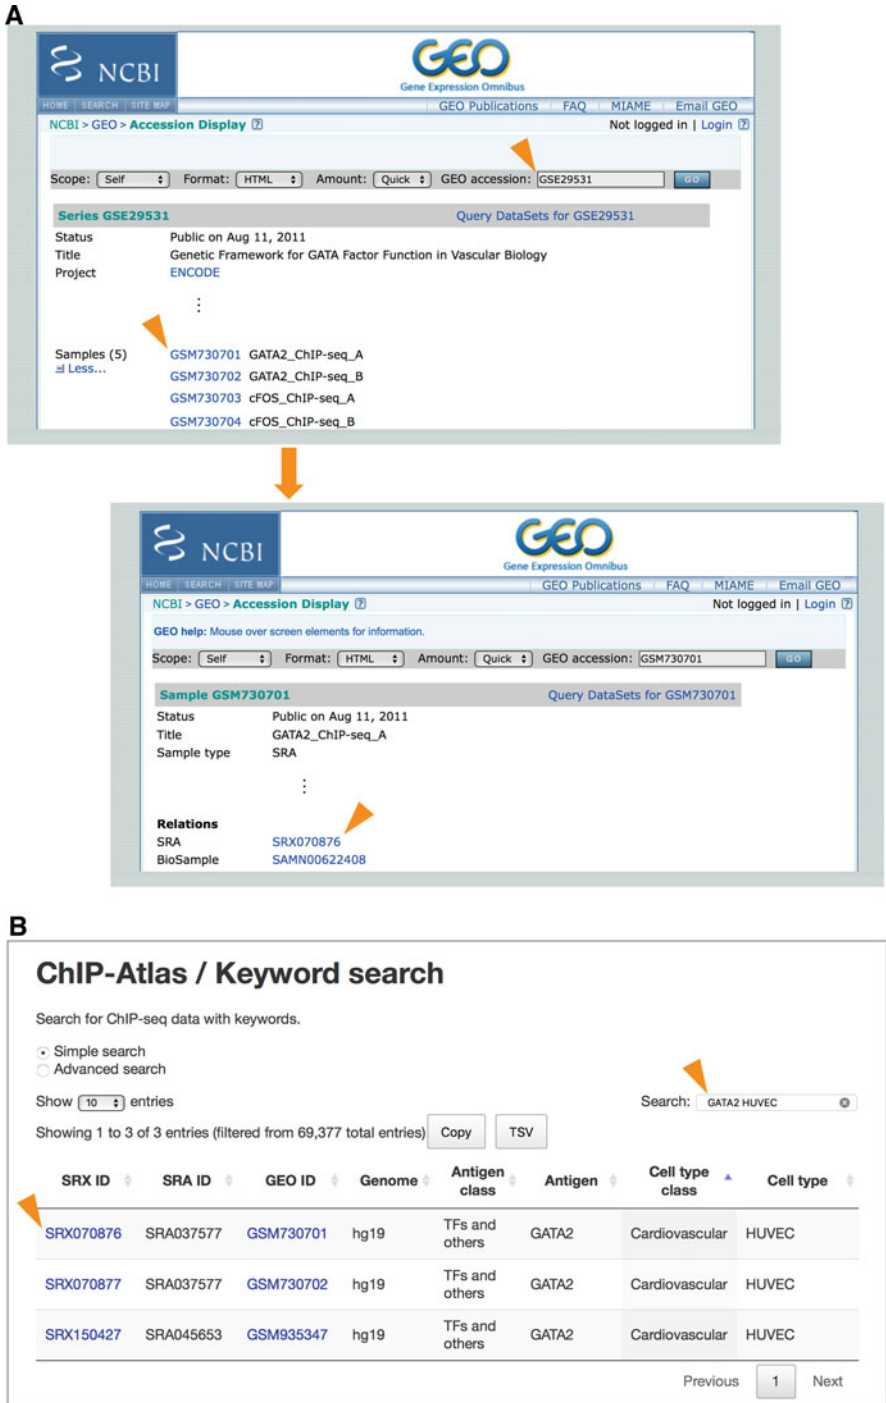 A
NCBI
GEO
Gene Expression Omnibus
HOME SEARCH SITE MAP
GEO Publications FAQ MIAME Email GEO
NCBI > GEO > Accession Display ?
Not logged in | Login ?
Scope: Self Format: HTML Amount: Quick GEO accession: GSE29531 GO
Series GSE29531 Query DataSets for GSE29531
Status Public on Aug 11, 2011
Title Genetic Framework for GATA Factor Function in Vascular Biology
Project ENCODE
⋮
Samples (5) GSM730701 GATA2_ChIP-seq_A
Less... GSM730702 GATA2_ChIP-seq_B
GSM730703 cFOS_ChIP-seq_A
GSM730704 cFOS_ChIP-seq_B
NCBI
GEO
Gene Expression Omnibus
HOME SEARCH SITE MAP
GEO Publications FAQ MIAME Email GEO
NCBI > GEO > Accession Display ?
Not logged in | Login ?
GEO help: Mouse over screen elements for information.
Scope: Self Format: HTML Amount: Quick GEO accession: GSM730701 GO
Sample GSM730701 Query DataSets for GSM730701
Status Public on Aug 11, 2011
Title GATA2_ChIP-seq_A
Sample type SRA
⋮
Relations
SRA SRX070876
BioSample SAMN00622408
B
ChIP-Atlas / Keyword search
Search for ChIP-seq data with keywords.
Simple search
Advanced search
Show 10 entries
Search: GATA2 HUVEC
Showing 1 to 3 of 3 entries (filtered from 69,377 total entries) Copy TSV
SRX ID SRA ID GEO ID Genome Antigen class Antigen Cell type class Cell type
SRX070876 SRA037577 GSM730701 hg19 TFs and others GATA2 Cardiovascular HUVEC
SRX070877 SRA037577 GSM730702 hg19 TFs and others GATA2 Cardiovascular HUVEC
SRX150427 SRA045653 GSM935347 hg19 TFs and others GATA2 Cardiovascular HUVEC
Previous 1 Next